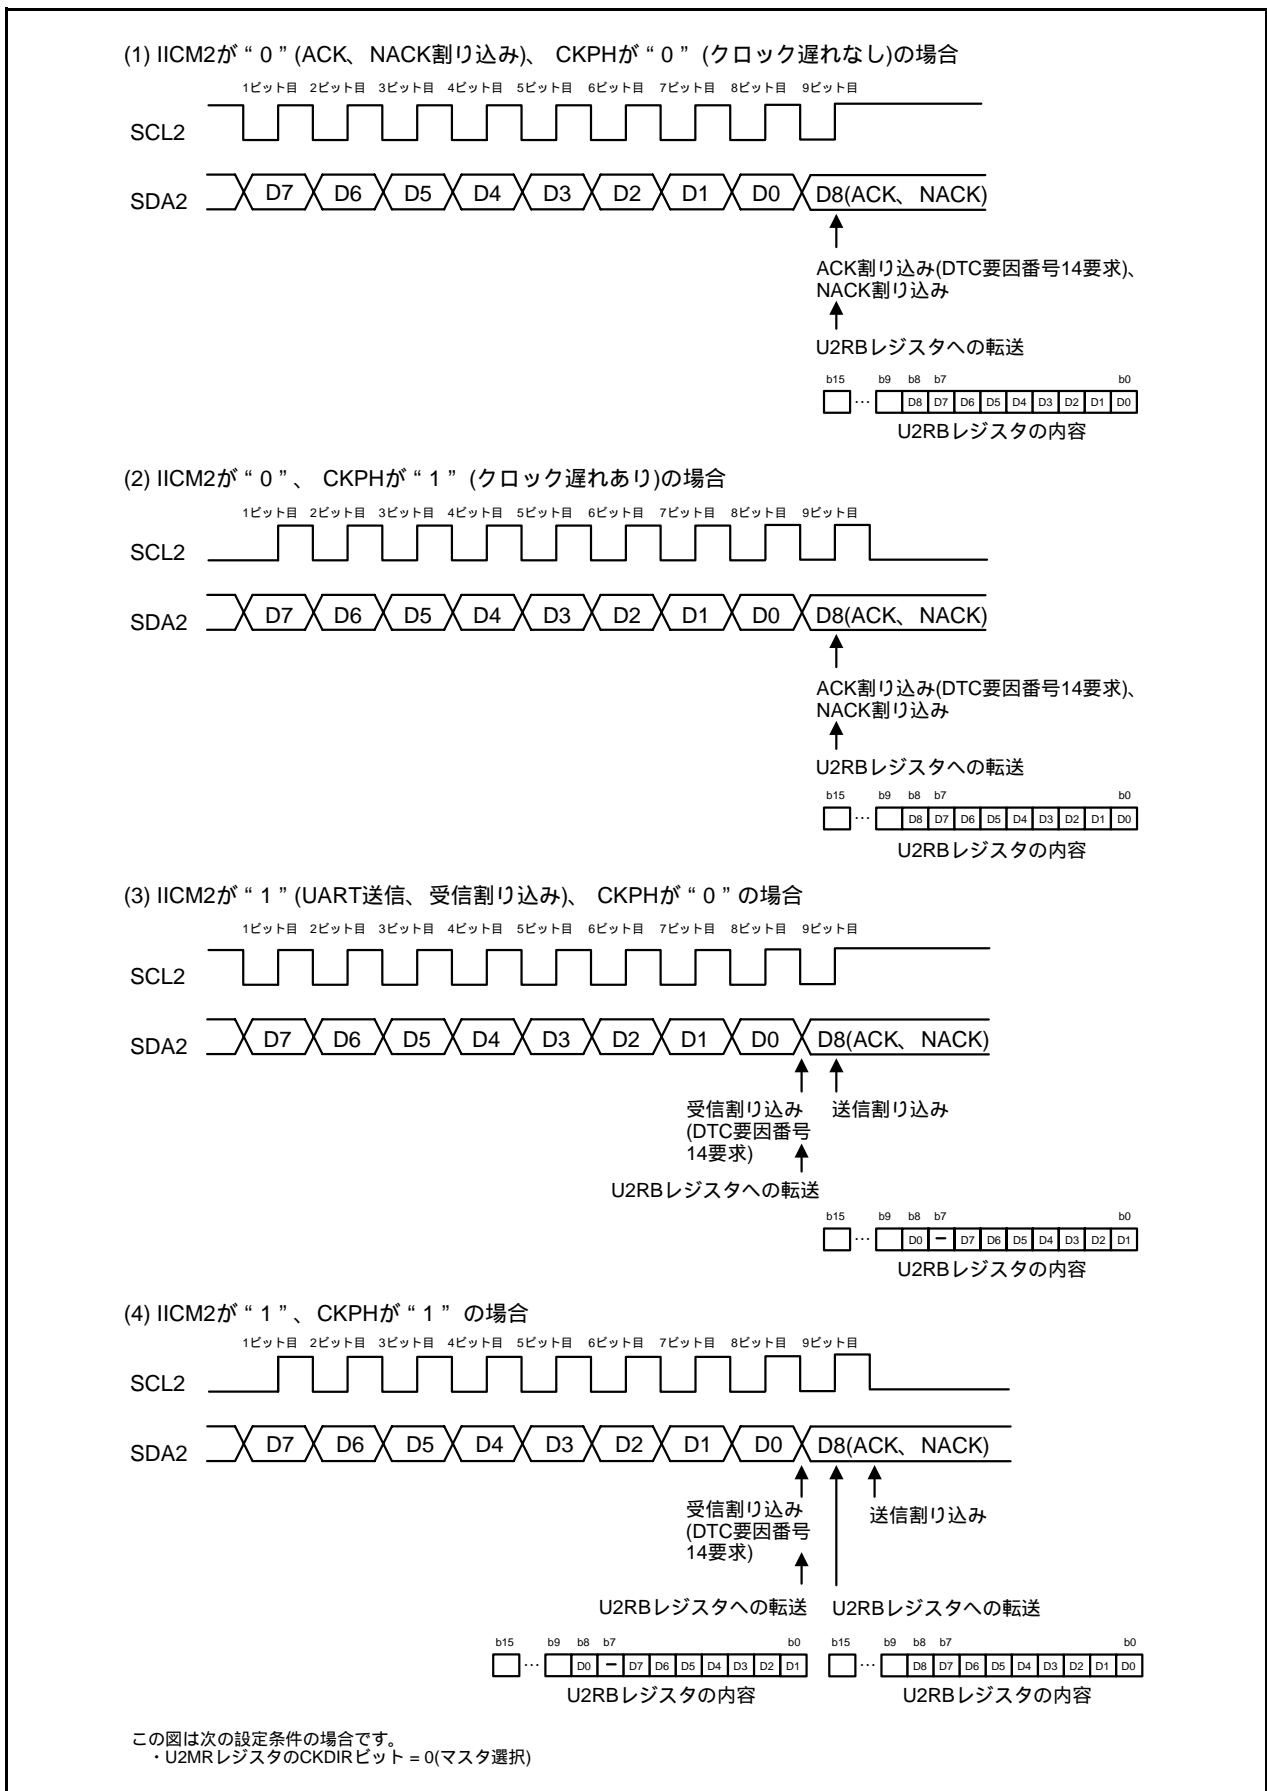 (1) IICM2が“0”(ACK、NACK割り込み)、 CKPHが“0” (クロック遅れなし)の場合
1ビット目 2ビット目 3ビット目 4ビット目 5ビット目 6ビット目 7ビット目 8ビット目 9ビット目
SCL2
SDA2 D7 D6 D5 D4 D3 D2 D1 D0 D8(ACK、 NACK)
ACK割り込み(DTC要因番号14要求)、
NACK割り込み
U2RBレジスタへの転送
b15 b9 b8 b7 b0
… D8 D7 D6 D5 D4 D3 D2 D1 D0
U2RBレジスタの内容
(2) IICM2が“0”、 CKPHが“1” (クロック遅れあり)の場合
1ビット目 2ビット目 3ビット目 4ビット目 5ビット目 6ビット目 7ビット目 8ビット目 9ビット目
SCL2
SDA2 D7 D6 D5 D4 D3 D2 D1 D0 D8(ACK、 NACK)
ACK割り込み(DTC要因番号14要求)、
NACK割り込み
U2RBレジスタへの転送
b15 b9 b8 b7 b0
… D8 D7 D6 D5 D4 D3 D2 D1 D0
U2RBレジスタの内容
(3) IICM2が“1”(UART送信、受信割り込み)、 CKPHが“0”の場合
1ビット目 2ビット目 3ビット目 4ビット目 5ビット目 6ビット目 7ビット目 8ビット目 9ビット目
SCL2
SDA2 D7 D6 D5 D4 D3 D2 D1 D0 D8(ACK、 NACK)
受信割り込み 送信割り込み
(DTC要因番号
14要求)
U2RBレジスタへの転送
b15 b9 b8 b7 b0
… D0 − D7 D6 D5 D4 D3 D2 D1
U2RBレジスタの内容
(4) IICM2が“1”、CKPHが“1” の場合
1ビット目 2ビット目 3ビット目 4ビット目 5ビット目 6ビット目 7ビット目 8ビット目 9ビット目
SCL2
SDA2 D7 D6 D5 D4 D3 D2 D1 D0 D8(ACK、 NACK)
受信割り込み 送信割り込み
(DTC要因番号
14要求)
U2RBレジスタへの転送 U2RBレジスタへの転送
b15 b9 b8 b7 b0 b15 b9 b8 b7 b0
… D0 − D7 D6 D5 D4 D3 D2 D1 … D8 D7 D6 D5 D4 D3 D2 D1 D0
U2RBレジスタの内容 U2RBレジスタの内容
この図は次の設定条件の場合です。
・U2MRレジスタのCKDIRビット = 0(マスタ選択)